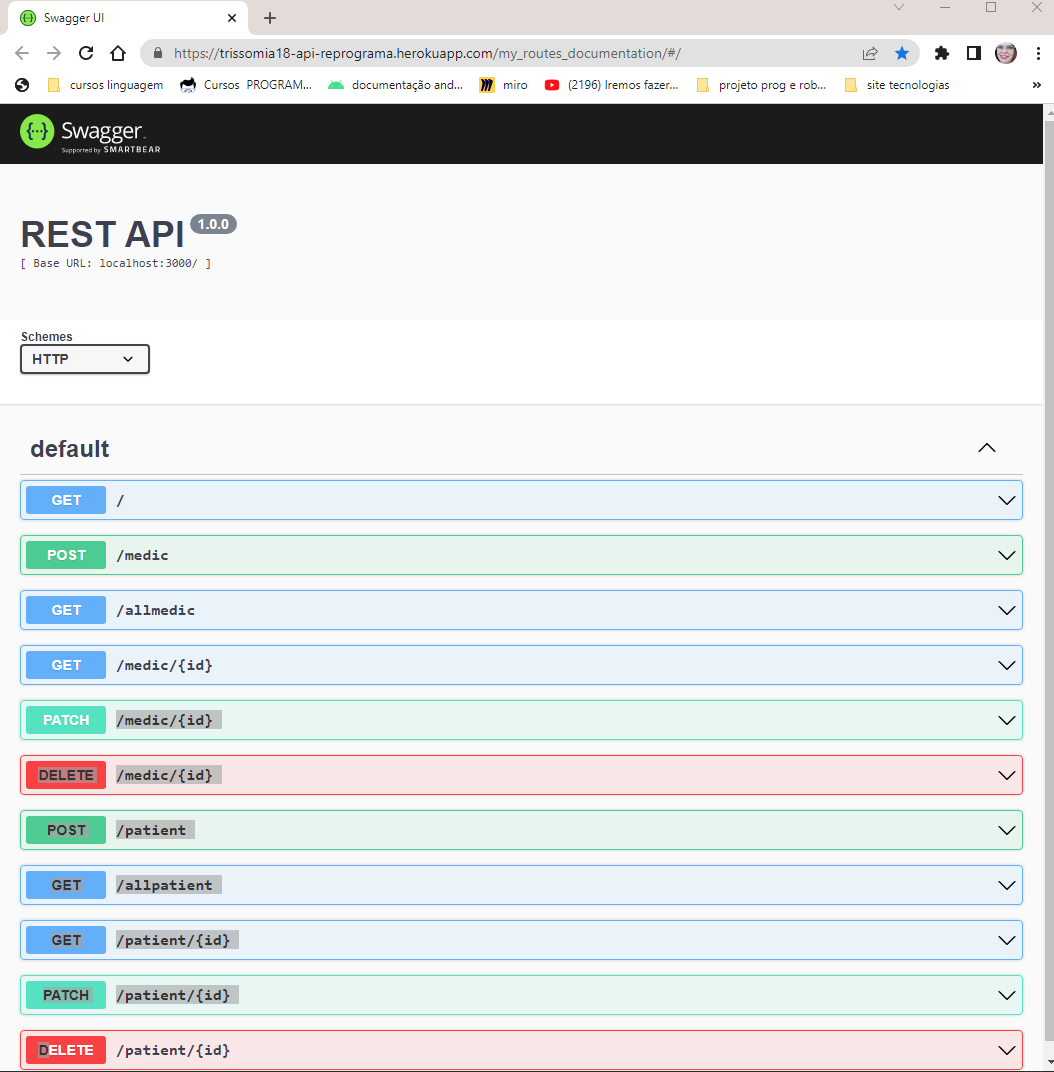 Swagger UI
https://trissomia18-api-reprograma.herokuapp.com/my_routes_documentation/#/
cursos linguagem
Cursos PROGRAM...
documentação and...
miro
(2196) Iremos fazer...
projeto prog e rob...
site tecnologias
»
{···} Swagger.
Supported by SMARTBEAR
REST API 1.0.0
[ Base URL: localhost:3000/ ]
Schemes
HTTP
default
GET /
POST /medic
GET /allmedic
GET /medic/{id}
PATCH /medic/{id}
DELETE /medic/{id}
POST /patient
GET /allpatient
GET /patient/{id}
PATCH /patient/{id}
DELETE /patient/{id}